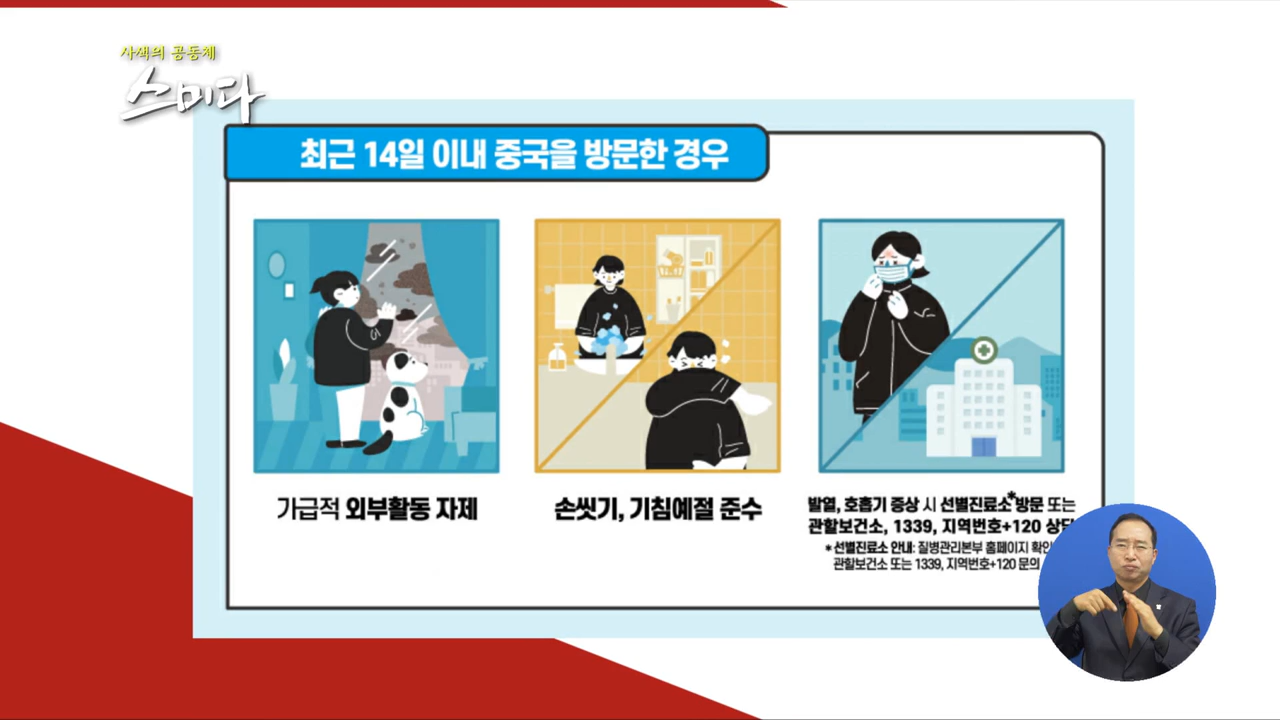 사색의 공동체
스미다
최근 14일 이내 중국을 방문한 경우
가급적 외부활동 자제
손씻기, 기침예절 준수
발열, 호흡기 증상 시 선별진료소*방문 또는
관할보건소, 1339, 지역번호+120 상담
* 선별진료소 안내: 질병관리본부 홈페이지 확인
관할보건소 또는 1339, 지역번호+120 문의